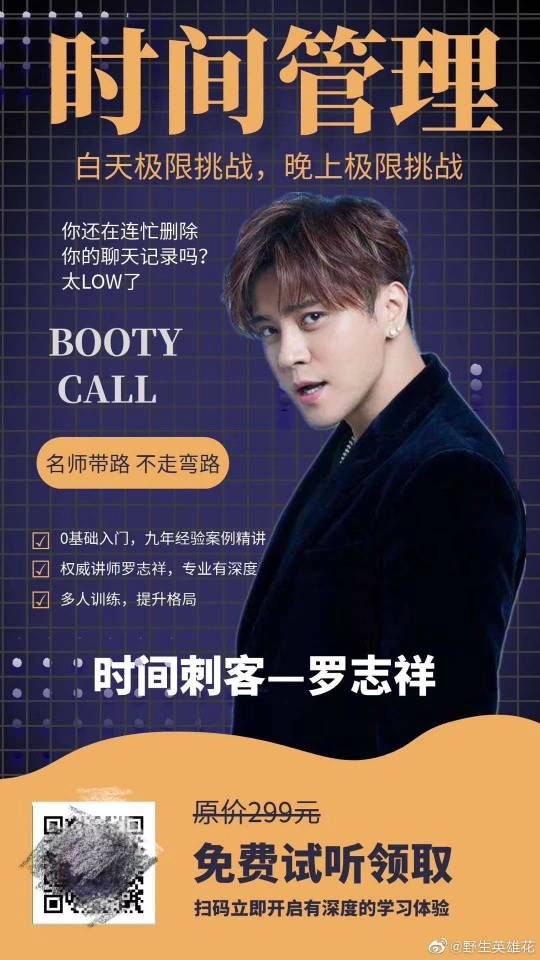 时间管理
白天极限挑战，晚上极限挑战
你还在连忙删除
你的聊天记录吗？
太LOW了
BOOTY
CALL
名师带路 不走弯路
0基础入门，九年经验案例精讲
权威讲师罗志祥，专业有深度
多人训练，提升格局
时间刺客—罗志祥
原价299元
免费试听领取
扫码立即开启有深度的学习体验
@野生英雄花